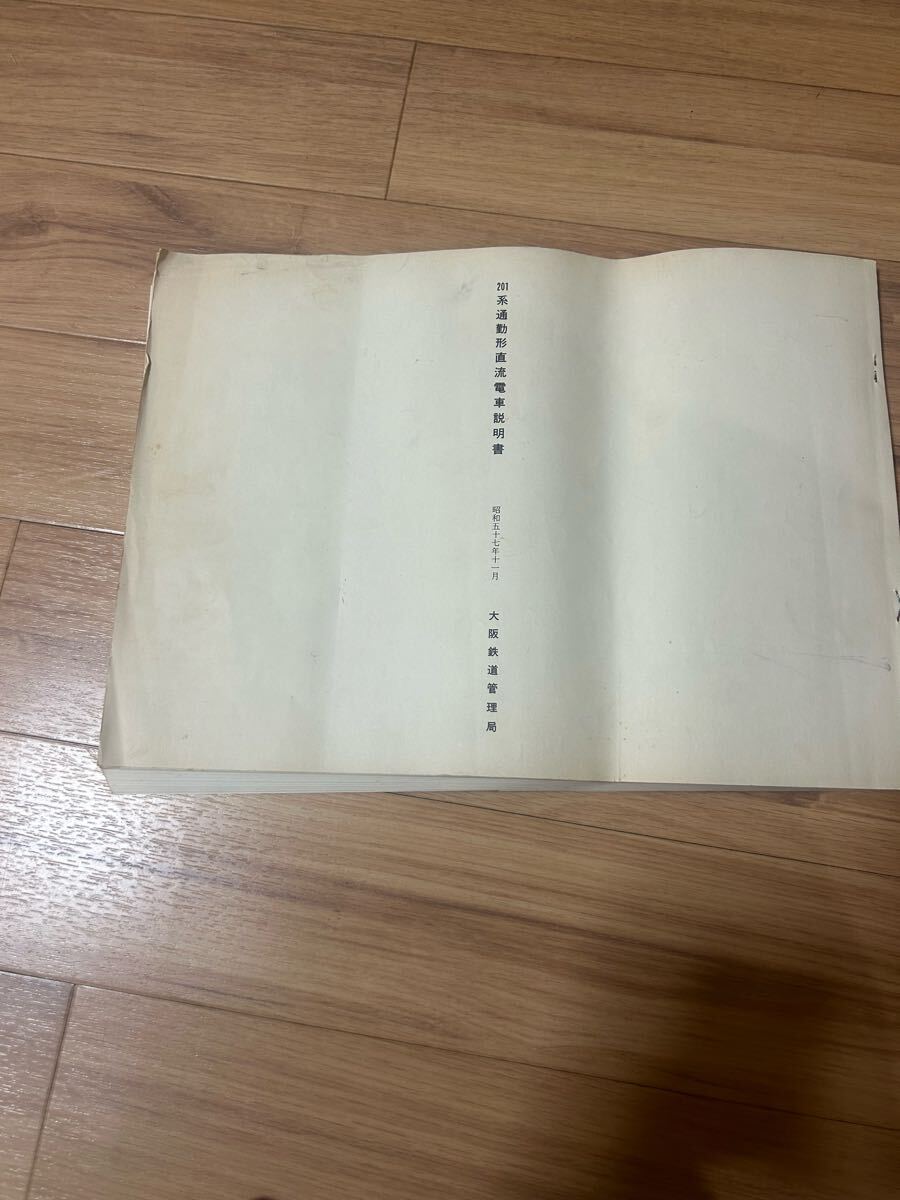 201系通勤形直流電車説明書
昭和五十七年十一月
大阪鉄道管理局